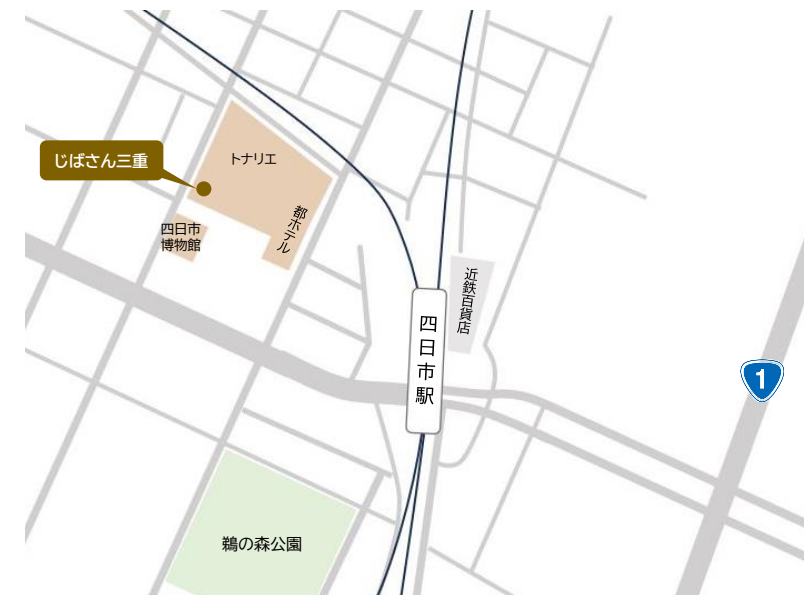 トナリエ
じばさん三重
都ホテル
四日市
博物館
近鉄百貨店
四日市駅
1
鵜の森公園